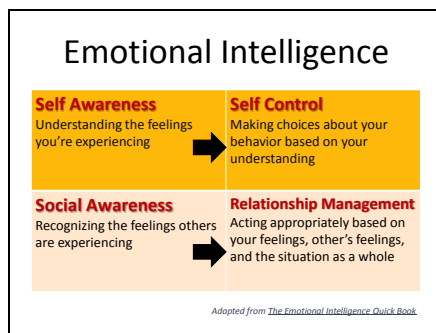 Emotional Intelligence
Self Awareness
Understanding the feelings
you're experiencing
Self Control
Making choices about your
behavior based on your
understanding
Social Awareness
Recognizing the feelings others
are experiencing
Relationship Management
Acting appropriately based on
your feelings, other's feelings,
and the situation as a whole
Adapted from The Emotional Intelligence Quick Book